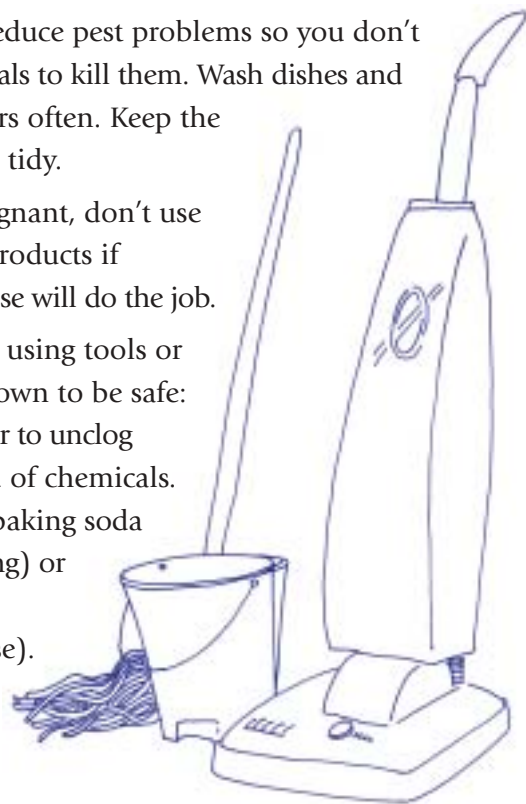 educe pest problems so you don't
als to kill them. Wash dishes and
rs often. Keep the
tidy.
gnant, don't use
roducts if
se will do the job.
using tools or
own to be safe:
r to unclog
of chemicals.
baking soda
ng) or
se).